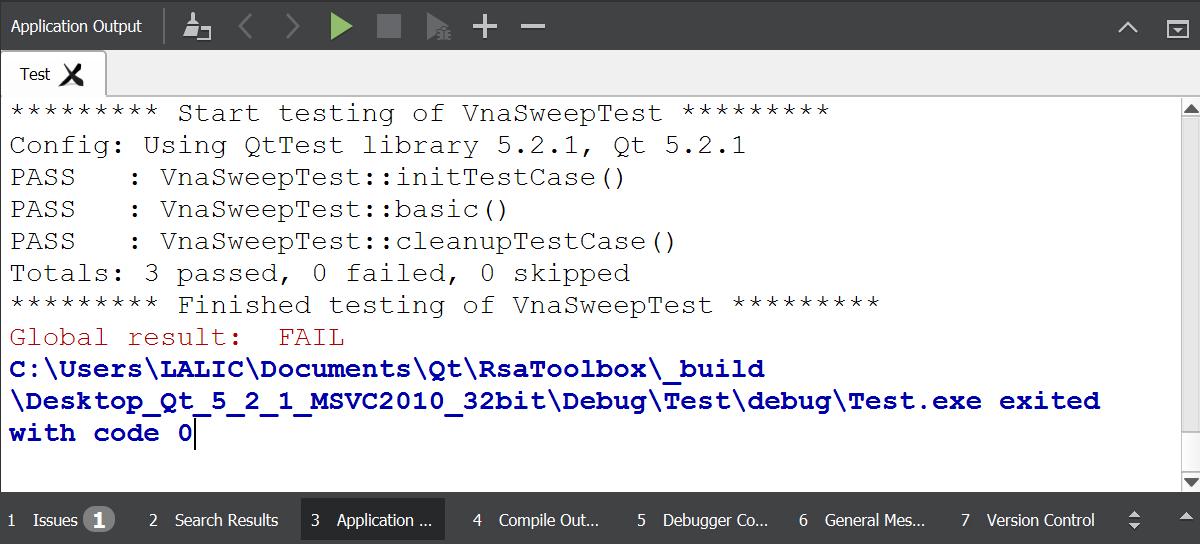 Application Output
Test
********* Start testing of VnaSweepTest *********
Config: Using QtTest library 5.2.1, Qt 5.2.1
PASS   : VnaSweepTest::initTestCase()
PASS   : VnaSweepTest::basic()
PASS   : VnaSweepTest::cleanupTestCase()
Totals: 3 passed, 0 failed, 0 skipped
********* Finished testing of VnaSweepTest *********
Global result:  FAIL
C:\Users\LALIC\Documents\Qt\RsaToolbox\_build
\Desktop_Qt_5_2_1_MSVC2010_32bit\Debug\Test\debug\Test.exe exited
with code 0
1 Issues 1 2 Search Results 3 Application ... 4 Compile Out... 5 Debugger Co... 6 General Mes... 7 Version Control